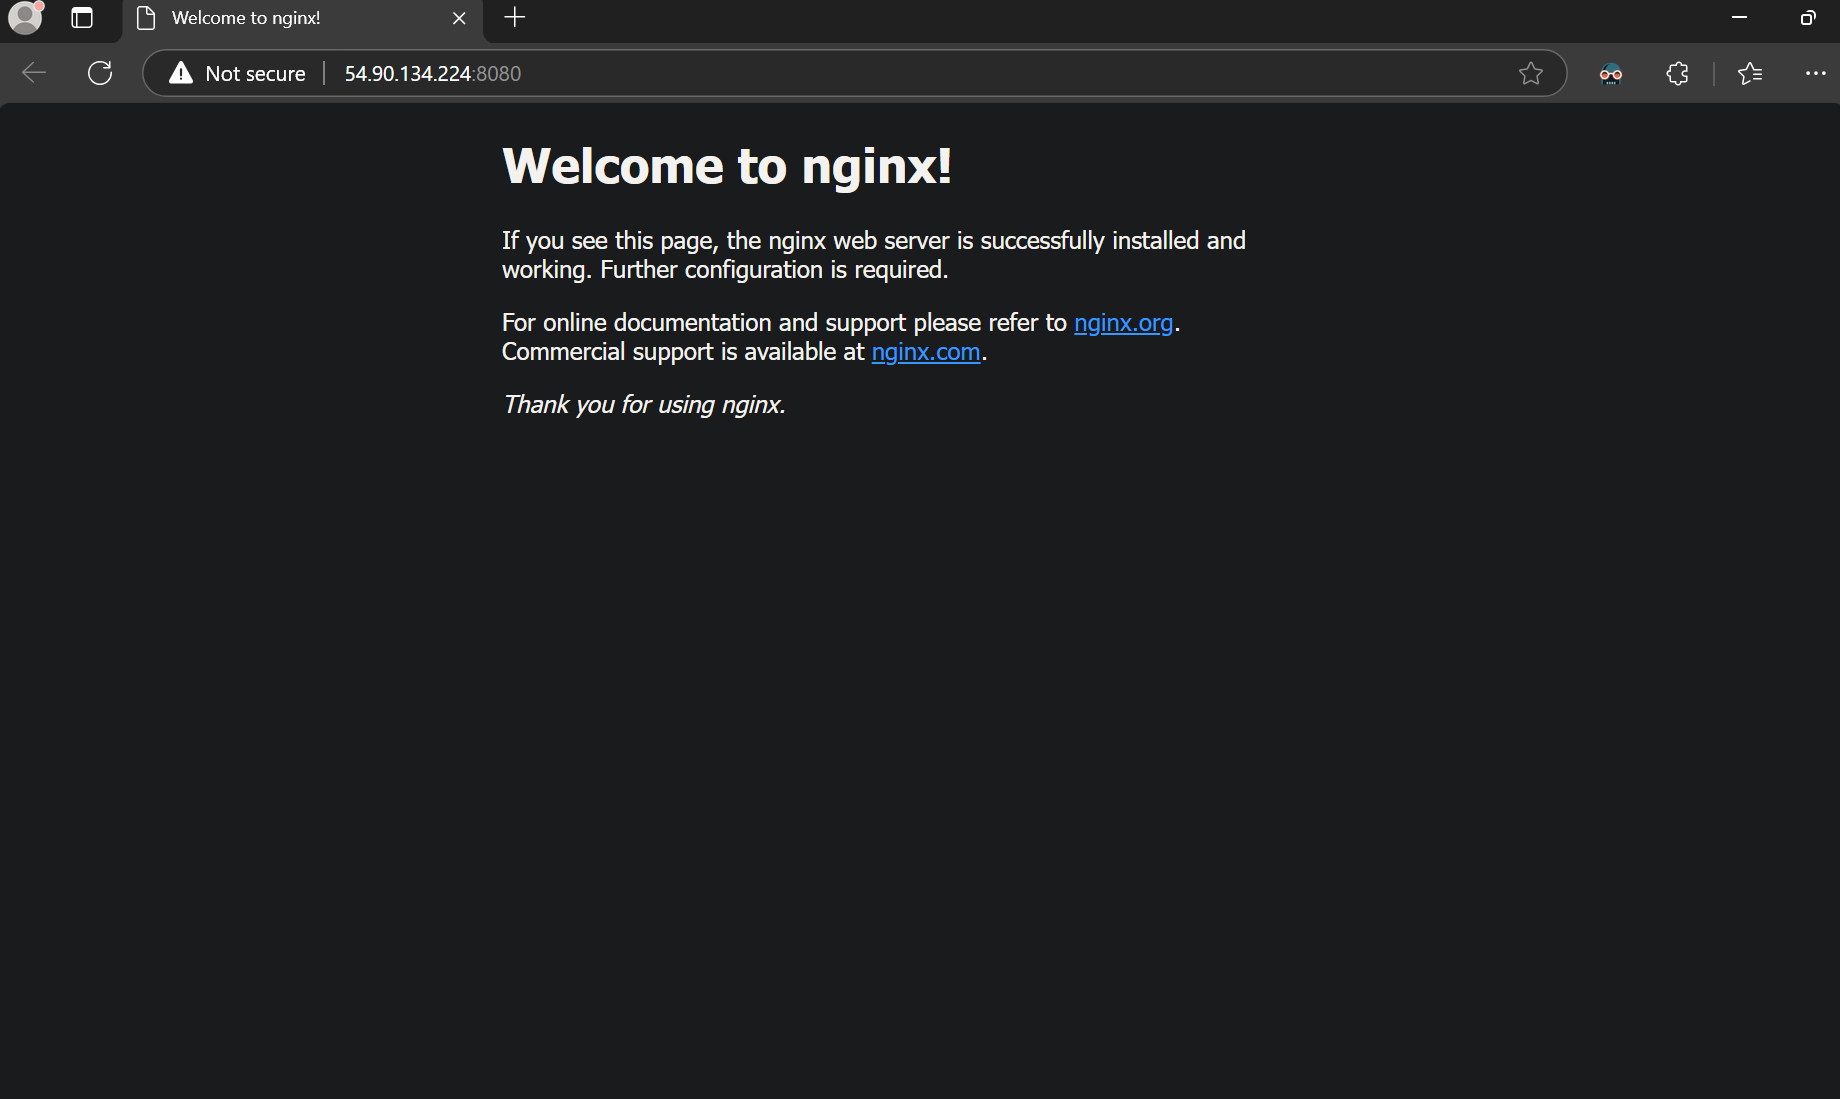 Welcome to nginx!
Not secure
54.90.134.224:8080
Welcome to nginx!
If you see this page, the nginx web server is successfully installed and
working. Further configuration is required.
For online documentation and support please refer to nginx.org.
Commercial support is available at nginx.com.
Thank you for using nginx.